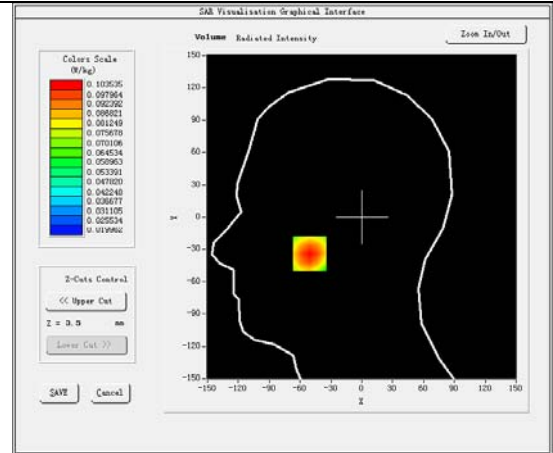 SAR Visualisation Graphical Interface
Volume Radiated Intensity
Zoom In/Out
Colors Scale
(W/kg)
0.103535
0.097964
0.092392
0.086821
0.081249
0.075678
0.070106
0.064534
0.058963
0.053391
0.047820
0.042248
0.036677
0.031105
0.025534
0.019962
Z-Cuts Control
<< Upper Cut
Z = 3.5 mm
Lower Cut >>
SAVE Cancel
150
120
90
60
30
0
-30
-60
-90
-120
-150
Y
-150 -120 -90 -60 -30 0 30 60 90 120 150
X